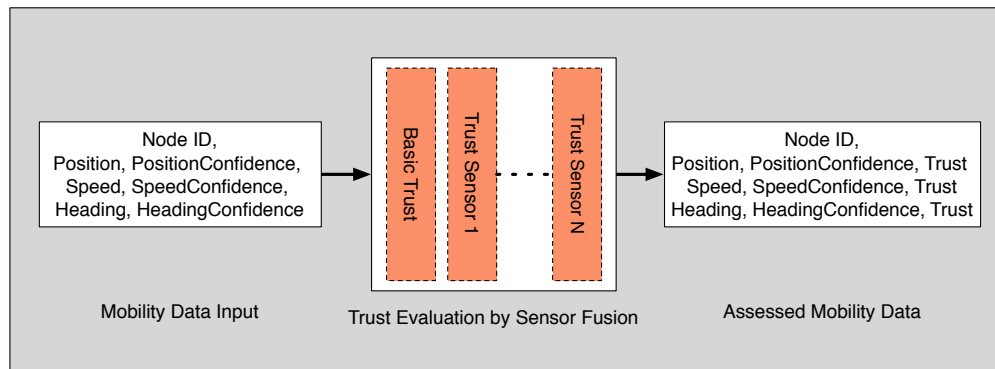 Node ID,
Position, PositionConfidence,
Speed, SpeedConfidence,
Heading, HeadingConfidence
Mobility Data Input
Basic Trust
Trust Sensor 1
Trust Sensor N
Trust Evaluation by Sensor Fusion
Node ID,
Position, PositionConfidence, Trust
Speed, SpeedConfidence, Trust
Heading, HeadingConfidence, Trust
Assessed Mobility Data